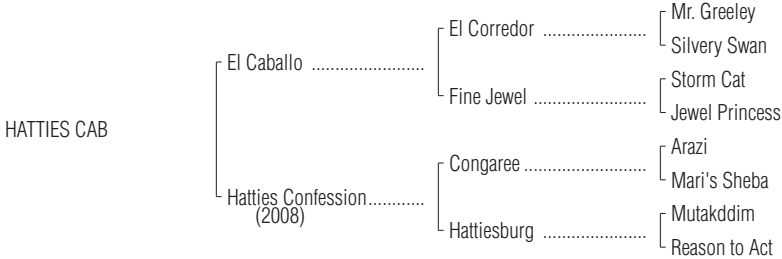 Mr. Greeley
El Corredor ......................
Silvery Swan
El Caballo ........................
Storm Cat
Fine Jewel ........................
Jewel Princess
HATTIES CAB
Arazi
Congaree ..........................
Mari's Sheba
Hatties Confession............
(2008)
Mutakddim
Hattiesburg ......................
Reason to Act